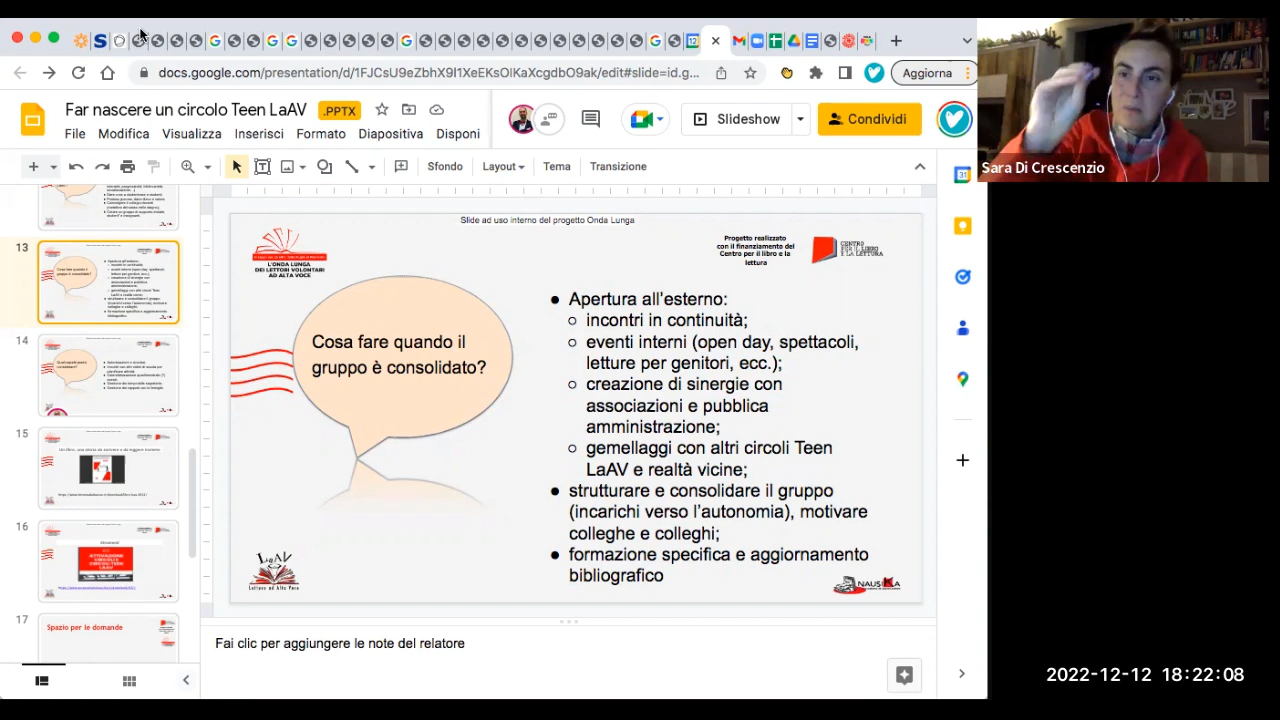 docs.google.com/presentation/d/1FJCsU9eZbhX9I1XeEKsOlKaXcgdbO9ak/edit#slide=id.g...
Aggiorna
Far nascere un circolo Teen LaAV
.PPTX
File Modifica Visualizza Inserisci Formato Diapositiva Disponi
Slideshow
Condividi
Sfondo Layout Tema Transizione
Sara Di Crescenzio
13
14
15
16
17
Spazio per le domande
Slide ad uso interno del progetto Onda Lunga
L'ONDA LUNGA
DEI LETTORI VOLONTARI
AD ALTA VOCE
Progetto realizzato
con il finanziamento del
Centro per il libro e la
lettura
CENTRO
PER IL LIBRO
E LA
LETTURA
Cosa fare quando il
gruppo è consolidato?
● Apertura all'esterno:
○ incontri in continuità;
○ eventi interni (open day, spettacoli,
letture per genitori, ecc.);
○ creazione di sinergie con
associazioni e pubblica
amministrazione;
○ gemellaggi con altri circoli Teen
LaAV e realtà vicine;
● strutturare e consolidare il gruppo
(incarichi verso l'autonomia), motivare
colleghe e colleghi;
● formazione specifica e aggiornamento
bibliografico
LaAV
Letture ad Alta Voce
NAUSIKA
Fai clic per aggiungere le note del relatore
2022-12-12 18:22:08